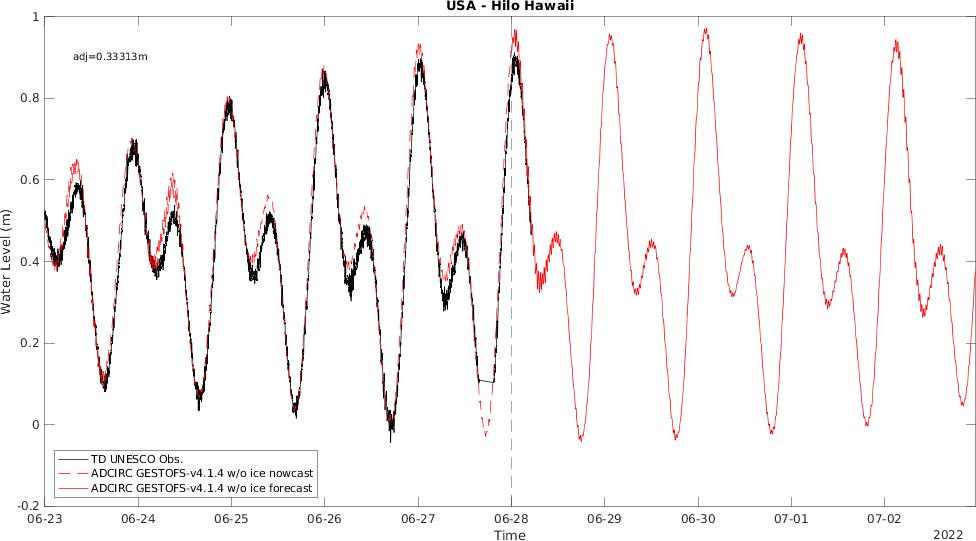 USA - Hilo Hawaii
adj=0.33313m
1
0.8
0.6
0.4
0.2
0
-0.2
Water Level (m)
TD UNESCO Obs.
ADCIRC GESTOFS-v4.1.4 w/o ice nowcast
ADCIRC GESTOFS-v4.1.4 w/o ice forecast
06-23 06-24 06-25 06-26 06-27 06-28 06-29 06-30 07-01 07-02
Time
2022